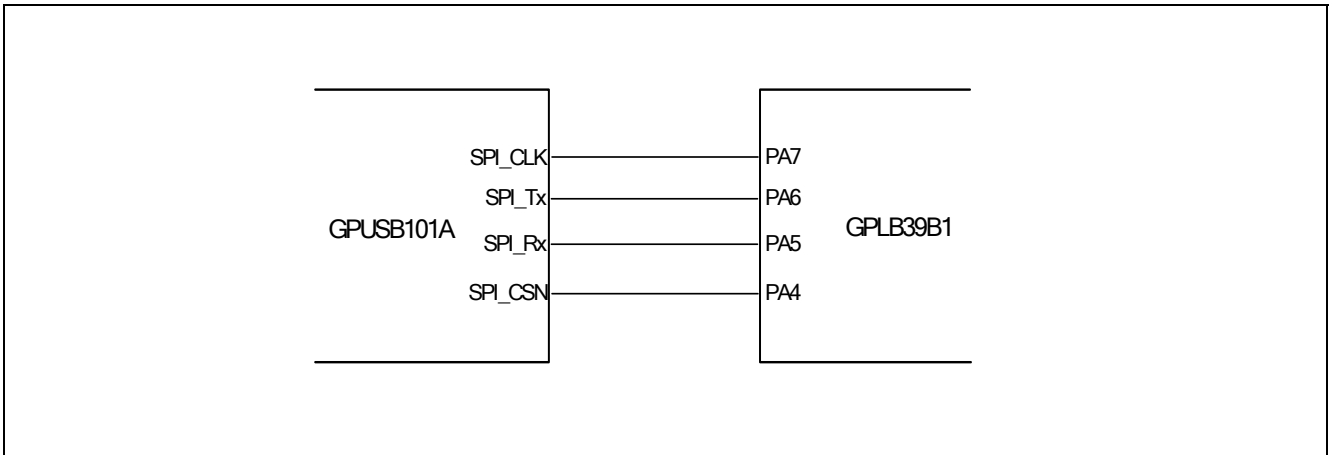 SPI_CLK
SPI_Tx
GPUSB101A
SPI_Rx
SPI_CSN
PA7
PA6
GPLB39B1
PA5
PA4